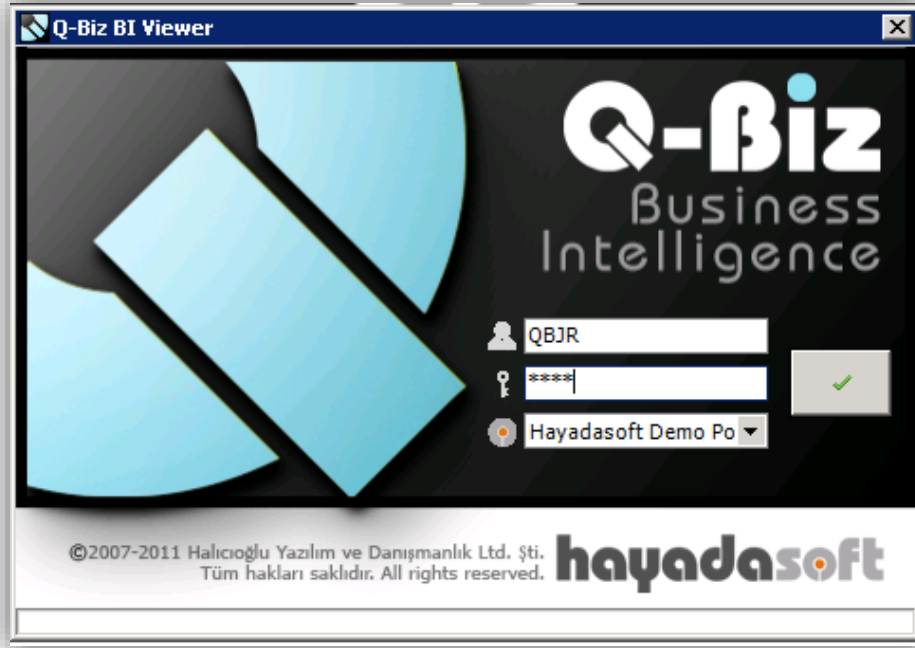 Q-Biz BI Viewer
Q-Biz
Business
Intelligence
QBJR
****
Hayadasoft Demo Po
©2007-2011 Halıcıoğlu Yazılım ve Danışmanlık Ltd. Şti.
Tüm hakları saklıdır. All rights reserved.
hayadasoft